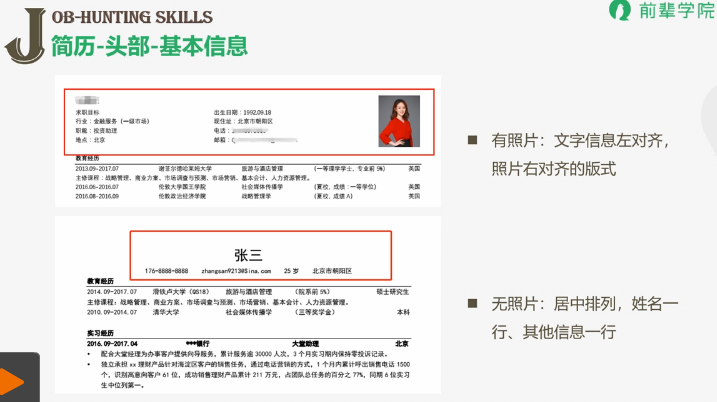 JOB-HUNTING SKILLS
前辈学院
简历-头部-基本信息
求职目标
行业：金融服务（一级市场）
职能：投资助理
地点：北京
出生日期：1992.09.18
现住址：北京市朝阳区
电话：
邮箱：
教育经历
2013.09-2017.07 谢菲尔德哈莱姆大学 旅游与酒店管理 （一等理学学士，专业前 5%） 英国
主修课程：战略管理、商业方案、市场调查与预测、市场营销、基本会计、人力资源管理。
2016.06-2016.07 伦敦大学国王学院 社会媒体传播学 （夏校，成绩：一等学位） 英国
2016.08-2016.09 伦敦政治经济学院 战略管理学 （夏校，成绩 A） 英国
有照片：文字信息左对齐，
照片右对齐的版式
张三
176-8888-8888 zhangsan9213@Sina.com 25 岁 北京市朝阳区
教育经历
2014.09-2017.07 滑铁卢大学（QS18） 旅游与酒店管理 （院系前 5%） 硕士研究生
主修课程：战略管理、商业方案、市场调查与预测、市场营销、基本会计、人力资源管理。
2010.09-2014.07 清华大学 社会媒体传播学 （三等奖学金） 本科
实习经历
2016.09-2017.04 ***银行 大堂助理 北京
• 配合大堂经理为办事客户提供向导服务，累计服务逾 30000 人次，3 个月实习期内保持零投诉记录。
• 独立承担 xx 理财产品针对海淀区客户的销售任务，通过电话营销的方式，1 个月内累计呼出销售电话 1500
个，识别高意向客户 61 位，成功销售理财产品累计 211 万元，占团队总任务的百分之 77%，同期 6 位实习
生中位列第一。
无照片：居中排列，姓名一
行、其他信息一行